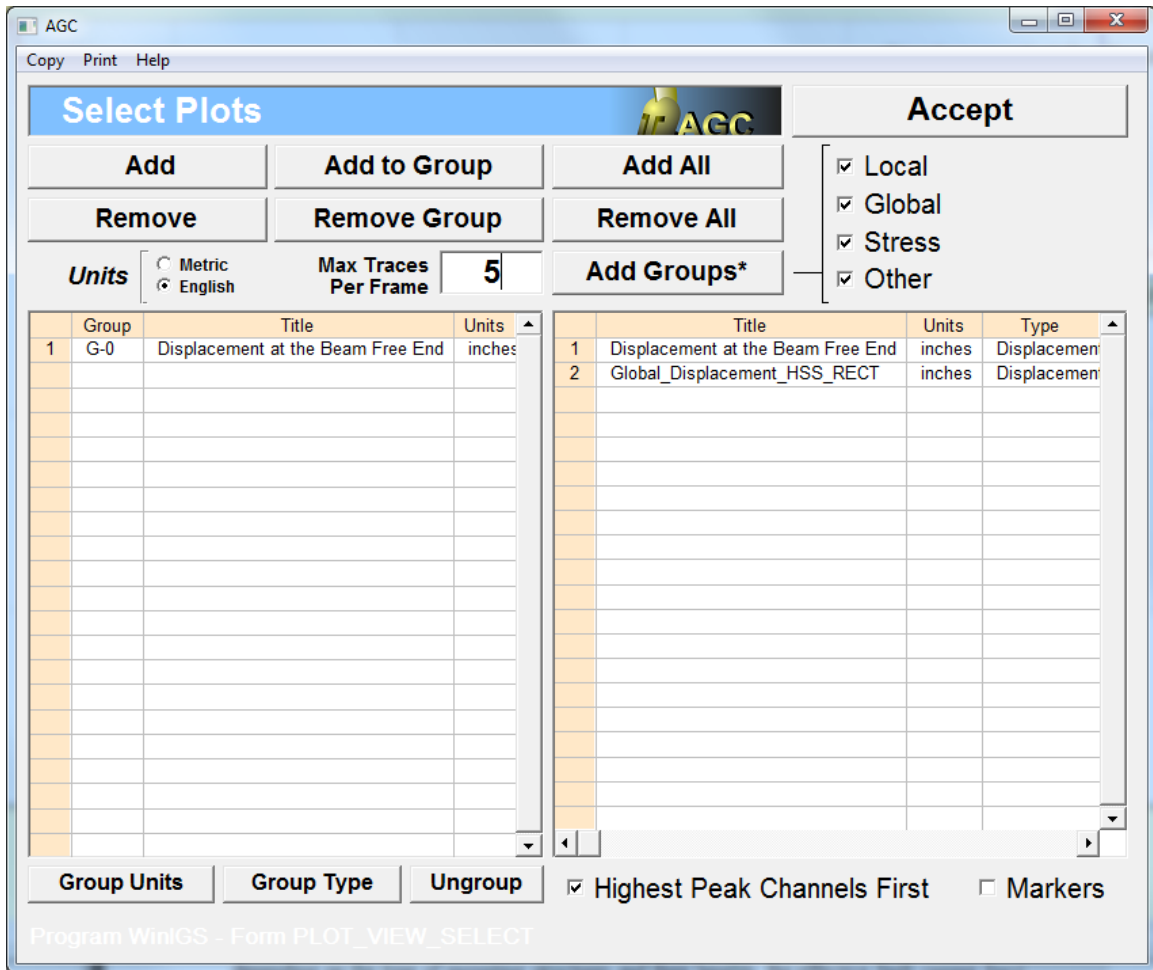 AGC
Copy Print Help
Select Plots
AGC
Accept
Add
Add to Group
Add All
Local
Remove
Remove Group
Remove All
Global
Stress
Units
Metric
English
Max Traces
Per Frame
5
Add Groups*
Other
Group Title Units
1 G-0 Displacement at the Beam Free End inches
Title Units Type
1 Displacement at the Beam Free End inches Displacemen
2 Global_Displacement_HSS_RECT inches Displacemen
Group Units
Group Type
Ungroup
Highest Peak Channels First
Markers
Program WinIGS - Form PLOT_VIEW_SELECT